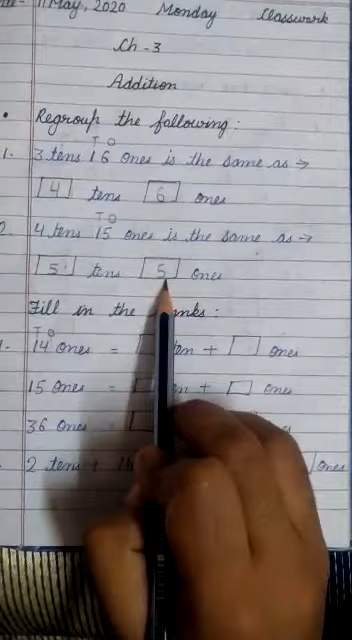 11 May, 2020 Monday Classwork
Ch-3
Addition
• Regroup the following:
T O
1. 3 tens 16 ones is the same as →
4 tens 6 ones
T O
4 tens 15 ones is the same as →
5 tens 5 ones
Fill in the
T O
14 ones = ten + ones
15 ones = + ones
36 ones =
2 tens + ones